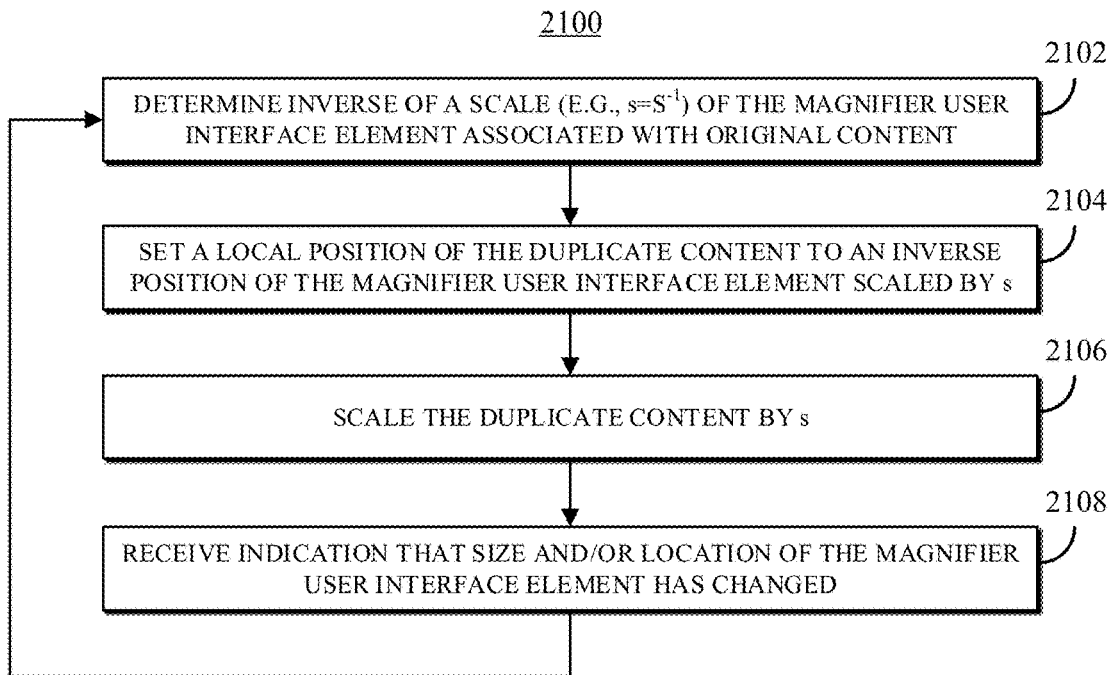 2100
2102
DETERMINE INVERSE OF A SCALE (E.G., s=S⁻¹) OF THE MAGNIFIER USER
INTERFACE ELEMENT ASSOCIATED WITH ORIGINAL CONTENT
2104
SET A LOCAL POSITION OF THE DUPLICATE CONTENT TO AN INVERSE
POSITION OF THE MAGNIFIER USER INTERFACE ELEMENT SCALED BY s
2106
SCALE THE DUPLICATE CONTENT BY s
2108
RECEIVE INDICATION THAT SIZE AND/OR LOCATION OF THE MAGNIFIER
USER INTERFACE ELEMENT HAS CHANGED